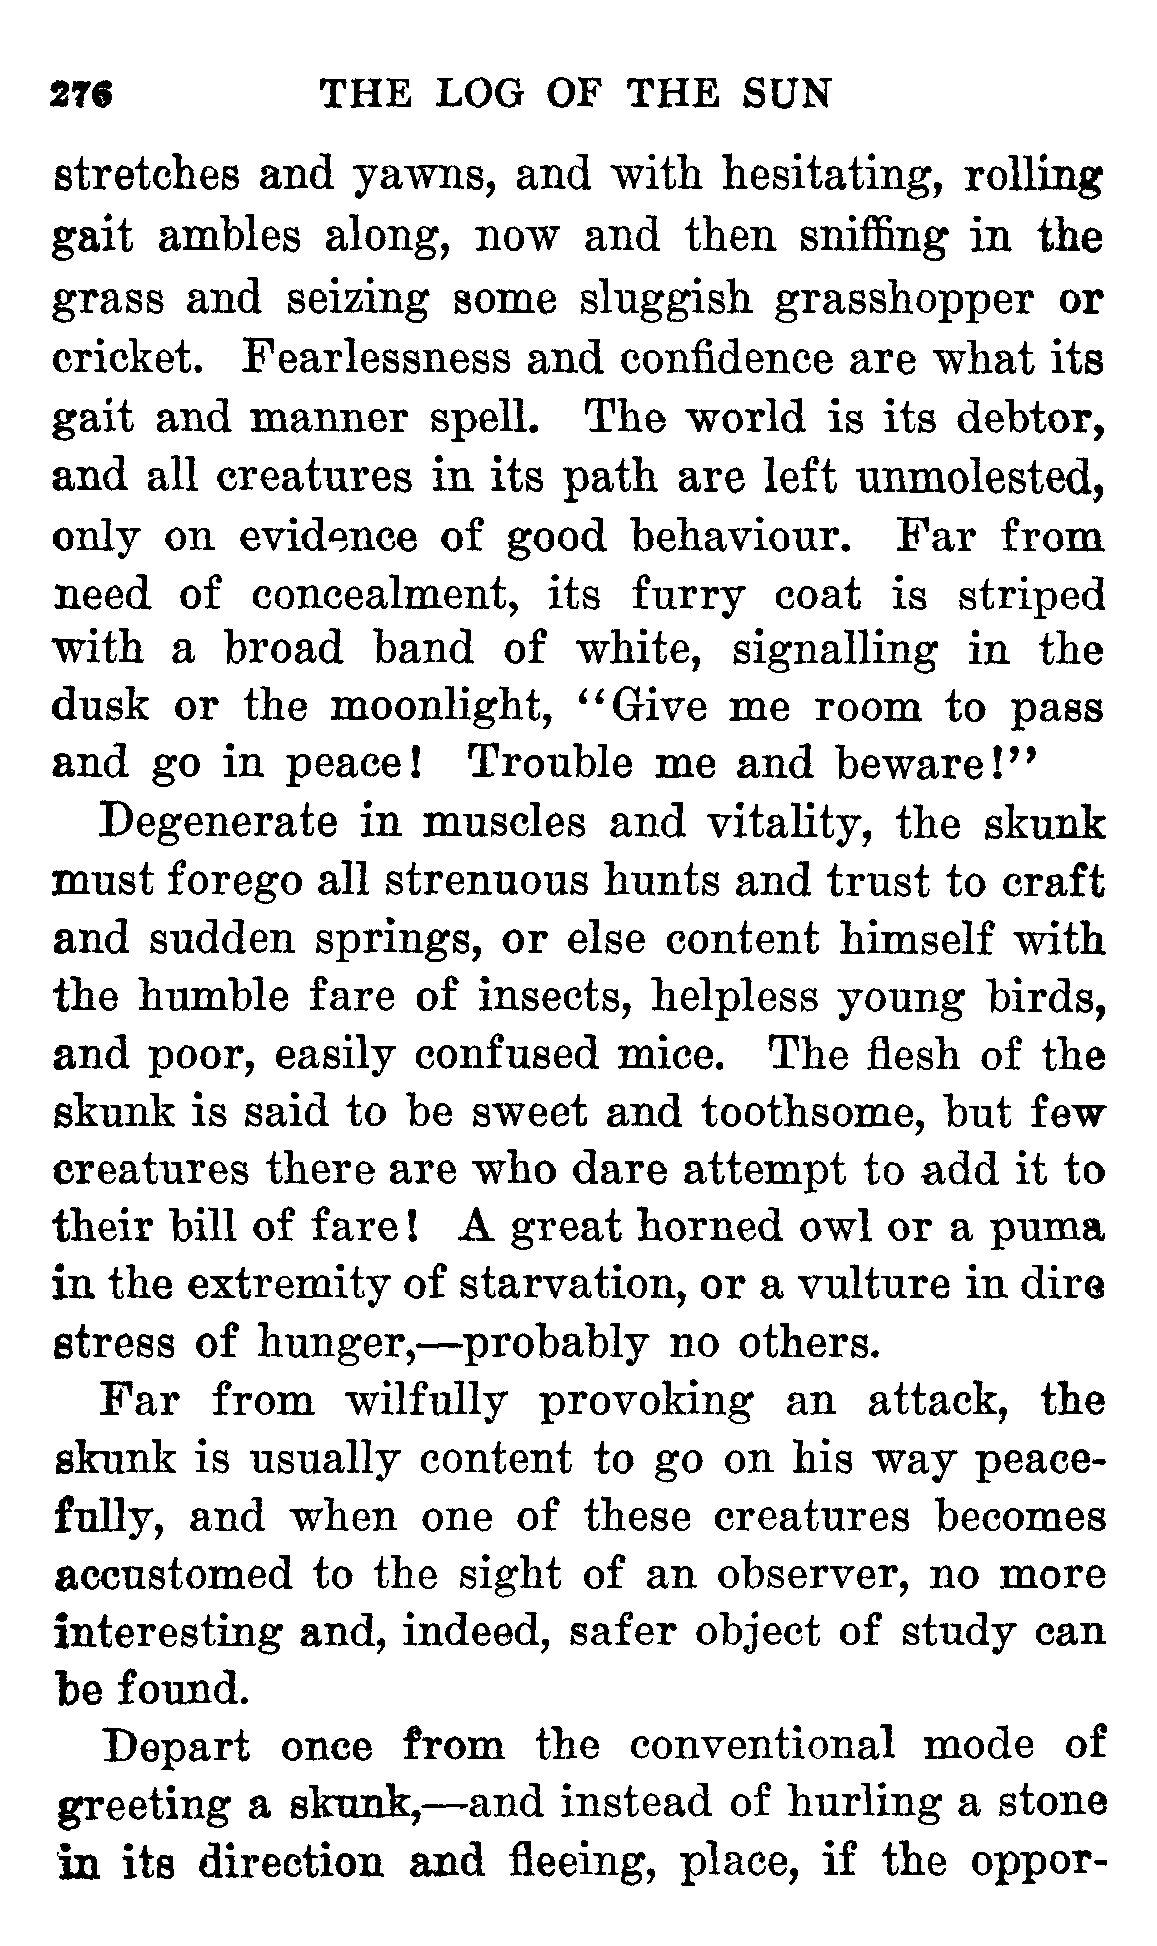 276 THE LOG OF THE SUN
stretches and yawns, and with hesitating, rolling
gait ambles along, now and then sniffing in the
grass and seizing some sluggish grasshopper or
cricket. Fearlessness and confidence are what its
gait and manner spell. The world is its debtor,
and all creatures in its path are left unmolested,
only on evidence of good behaviour. Far from
need of concealment, its furry coat is striped
with a broad band of white, signalling in the
dusk or the moonlight, “Give me room to pass
and go in peace! Trouble me and beware!”
Degenerate in muscles and vitality, the skunk
must forego all strenuous hunts and trust to craft
and sudden springs, or else content himself with
the humble fare of insects, helpless young birds,
and poor, easily confused mice. The flesh of the
skunk is said to be sweet and toothsome, but few
creatures there are who dare attempt to add it to
their bill of fare! A great horned owl or a puma
in the extremity of starvation, or a vulture in dire
stress of hunger,—probably no others.
Far from wilfully provoking an attack, the
skunk is usually content to go on his way peace-
fully, and when one of these creatures becomes
accustomed to the sight of an observer, no more
interesting and, indeed, safer object of study can
be found.
Depart once from the conventional mode of
greeting a skunk,—and instead of hurling a stone
in its direction and fleeing, place, if the oppor-